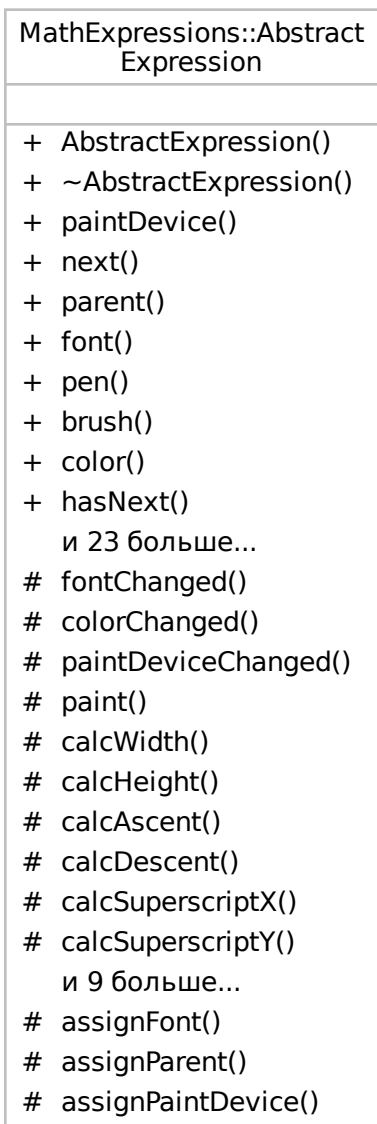 MathExpressions::Abstract
Expression
+ AbstractExpression()
+ ~AbstractExpression()
+ paintDevice()
+ next()
+ parent()
+ font()
+ pen()
+ brush()
+ color()
+ hasNext()
и 23 больше...
# fontChanged()
# colorChanged()
# paintDeviceChanged()
# paint()
# calcWidth()
# calcHeight()
# calcAscent()
# calcDescent()
# calcSuperscriptX()
# calcSuperscriptY()
и 9 больше...
# assignFont()
# assignParent()
# assignPaintDevice()